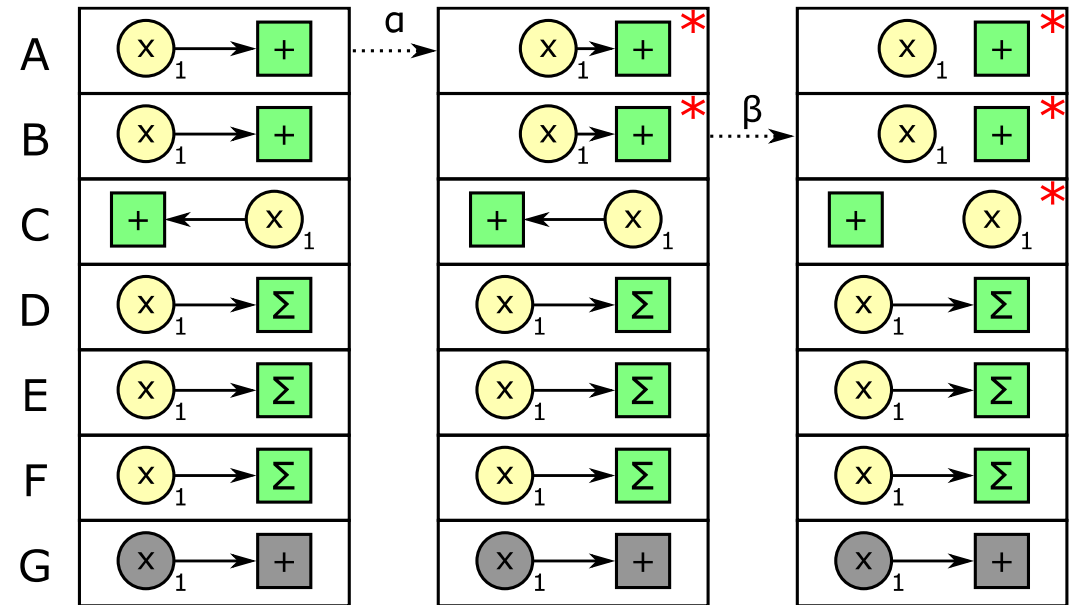 α
A x 1 + x 1 + * x 1 + *
β
B x 1 + x 1 + * x 1 + *
C + x 1 + x 1 + x 1 *
D x 1 Σ x 1 Σ x 1 Σ
E x 1 Σ x 1 Σ x 1 Σ
F x 1 Σ x 1 Σ x 1 Σ
G x 1 + x 1 + x 1 +